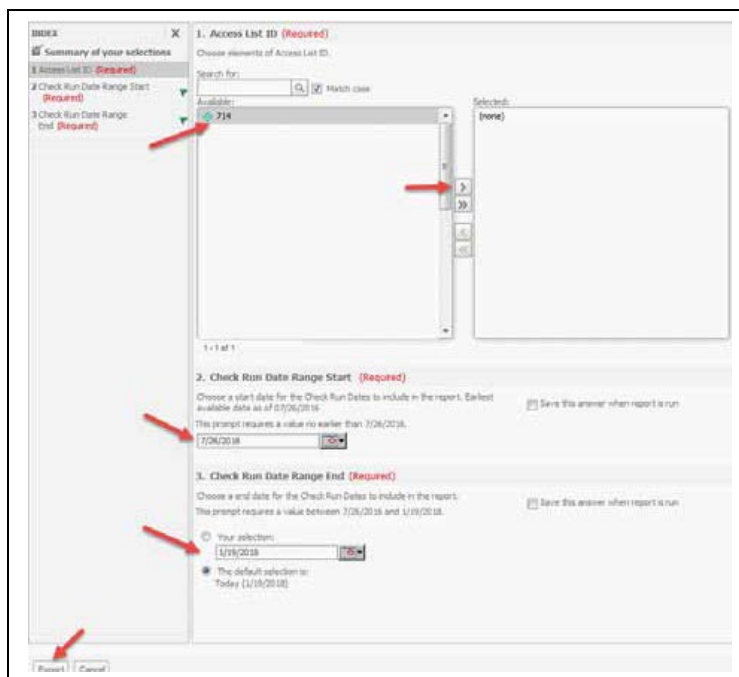 INDEX X
Summary of your selections
1 Access List ID (Required)
2 Check Run Date Range Start
(Required)
3 Check Run Date Range
End (Required)
1. Access List ID (Required)
Choose elements of Access List ID.
Search for:
Match case
Available:
714
1 - 1 of 1
Selected:
(none)
2. Check Run Date Range Start (Required)
Choose a start date for the Check Run Dates to include in the report. Earliest
available data as of 07/26/2016
This prompt requires a value no earlier than 7/26/2016.
7/26/2016
Save this answer when report is run
3. Check Run Date Range End (Required)
Choose a end date for the Check Run Dates to include in the report.
This prompt requires a value between 7/26/2016 and 1/19/2018.
Save this answer when report is run
Your selection:
1/19/2018
The default selection is:
Today (1/19/2018)
Export Cancel